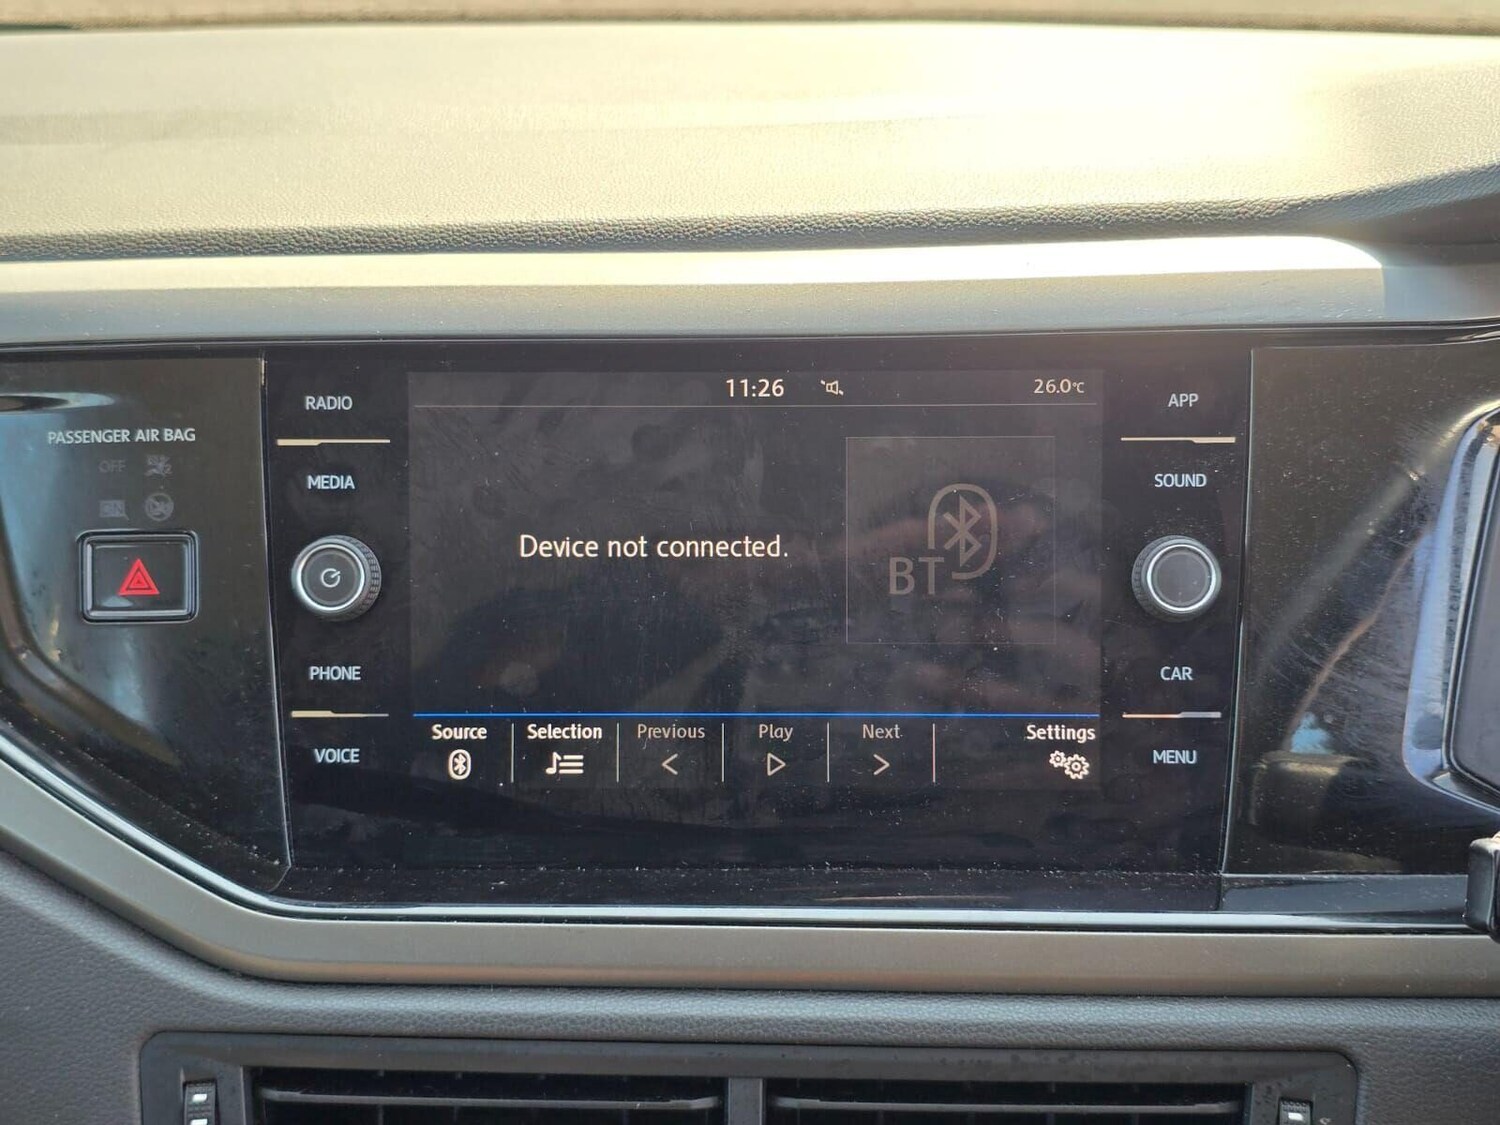 11:26
26.0°C
RADIO
APP
PASSENGER AIR BAG
OFF
MEDIA
SOUND
ON
Device not connected.
BT
PHONE
CAR
Source
Selection
Previous
Play
Next
Settings
VOICE
MENU